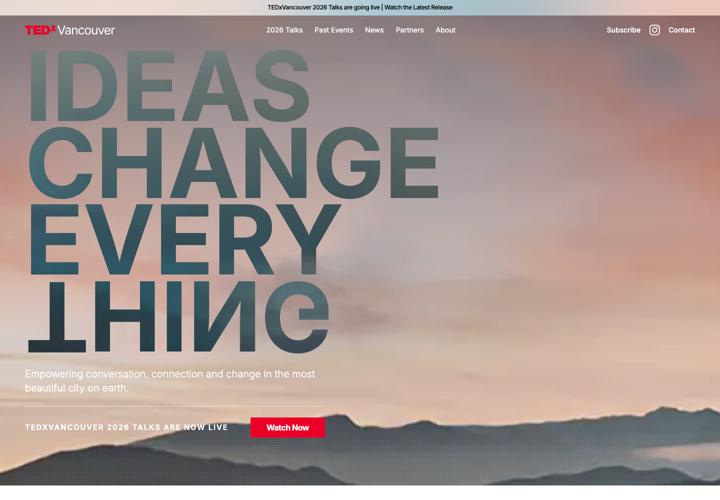 TEDxVancouver 2026 Talks are going live | Watch the Latest Release
TEDxVancouver
2026 Talks
Past Events
News
Partners
About
Subscribe
Contact
IDEAS
CHANGE
EVERY
THING
Empowering conversation, connection and change in the most
beautiful city on earth.
TEDXVANCOUVER 2026 TALKS ARE NOW LIVE
Watch Now